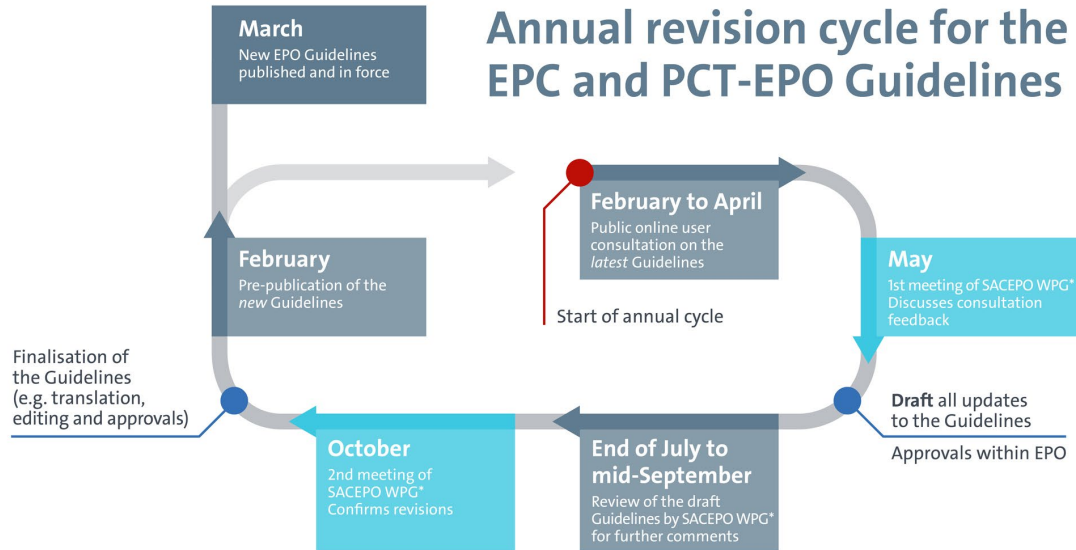 Annual revision cycle for the
EPC and PCT-EPO Guidelines
March
New EPO Guidelines
published and in force
February to April
Public online user
consultation on the
latest Guidelines
Start of annual cycle
May
1st meeting of SACEPO WPG*
Discusses consultation
feedback
Draft all updates
to the Guidelines
Approvals within EPO
End of July to
mid-September
Review of the draft
Guidelines by SACEPO WPG*
for further comments
October
2nd meeting of
SACEPO WPG*
Confirms revisions
Finalisation of
the Guidelines
(e.g. translation,
editing and approvals)
February
Pre-publication of the
new Guidelines